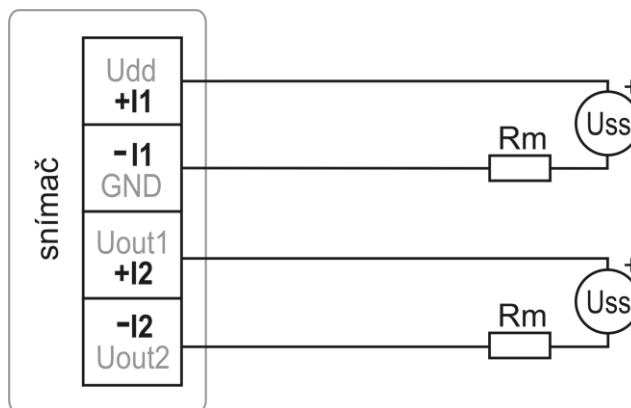 snímač
Udd
+I1
-I1
GND
Uout1
+I2
-I2
Uout2
Rm
+
Uss
Rm
+
Uss